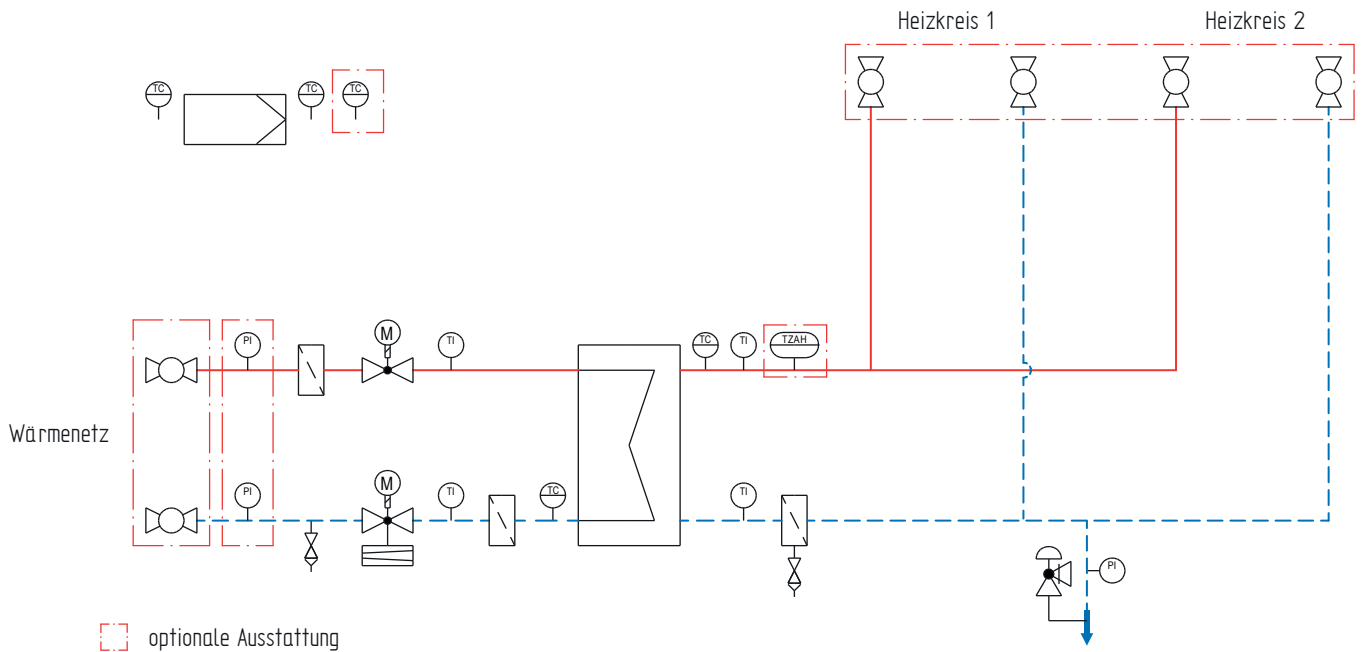 Heizkreis 1
Heizkreis 2
TC
TC
TC
PI
M
TI
TC
TI
TZAH
Wärmenetz
PI
M
TI
TC
TI
PI
optionale Ausstattung